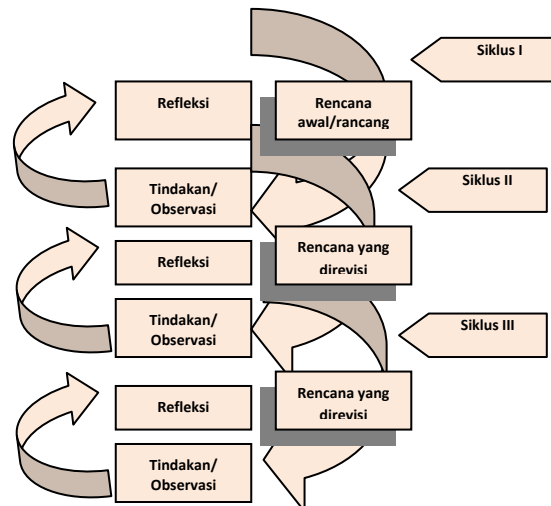 Siklus I
Refleksi
Rencana
awal/rancang
Tindakan/
Observasi
Siklus II
Refleksi
Rencana yang
direvisi
Tindakan/
Observasi
Siklus III
Refleksi
Rencana yang
direvisi
Tindakan/
Observasi